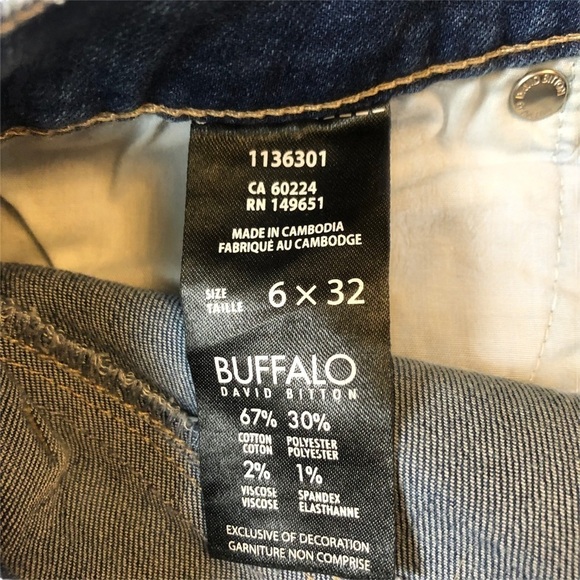 1136301
CA 60224
RN 149651
MADE IN CAMBODIA
FABRIQUÉ AU CAMBODGE
SIZE
TAILLE
6 × 32
BUFFALO
DAVID BITTON
67% 30%
COTTON POLYESTER
COTON POLYESTER
2% 1%
VISCOSE SPANDEX
VISCOSE ELASTHANNE
EXCLUSIVE OF DECORATION
GARNITURE NON COMPRISE
BITTON